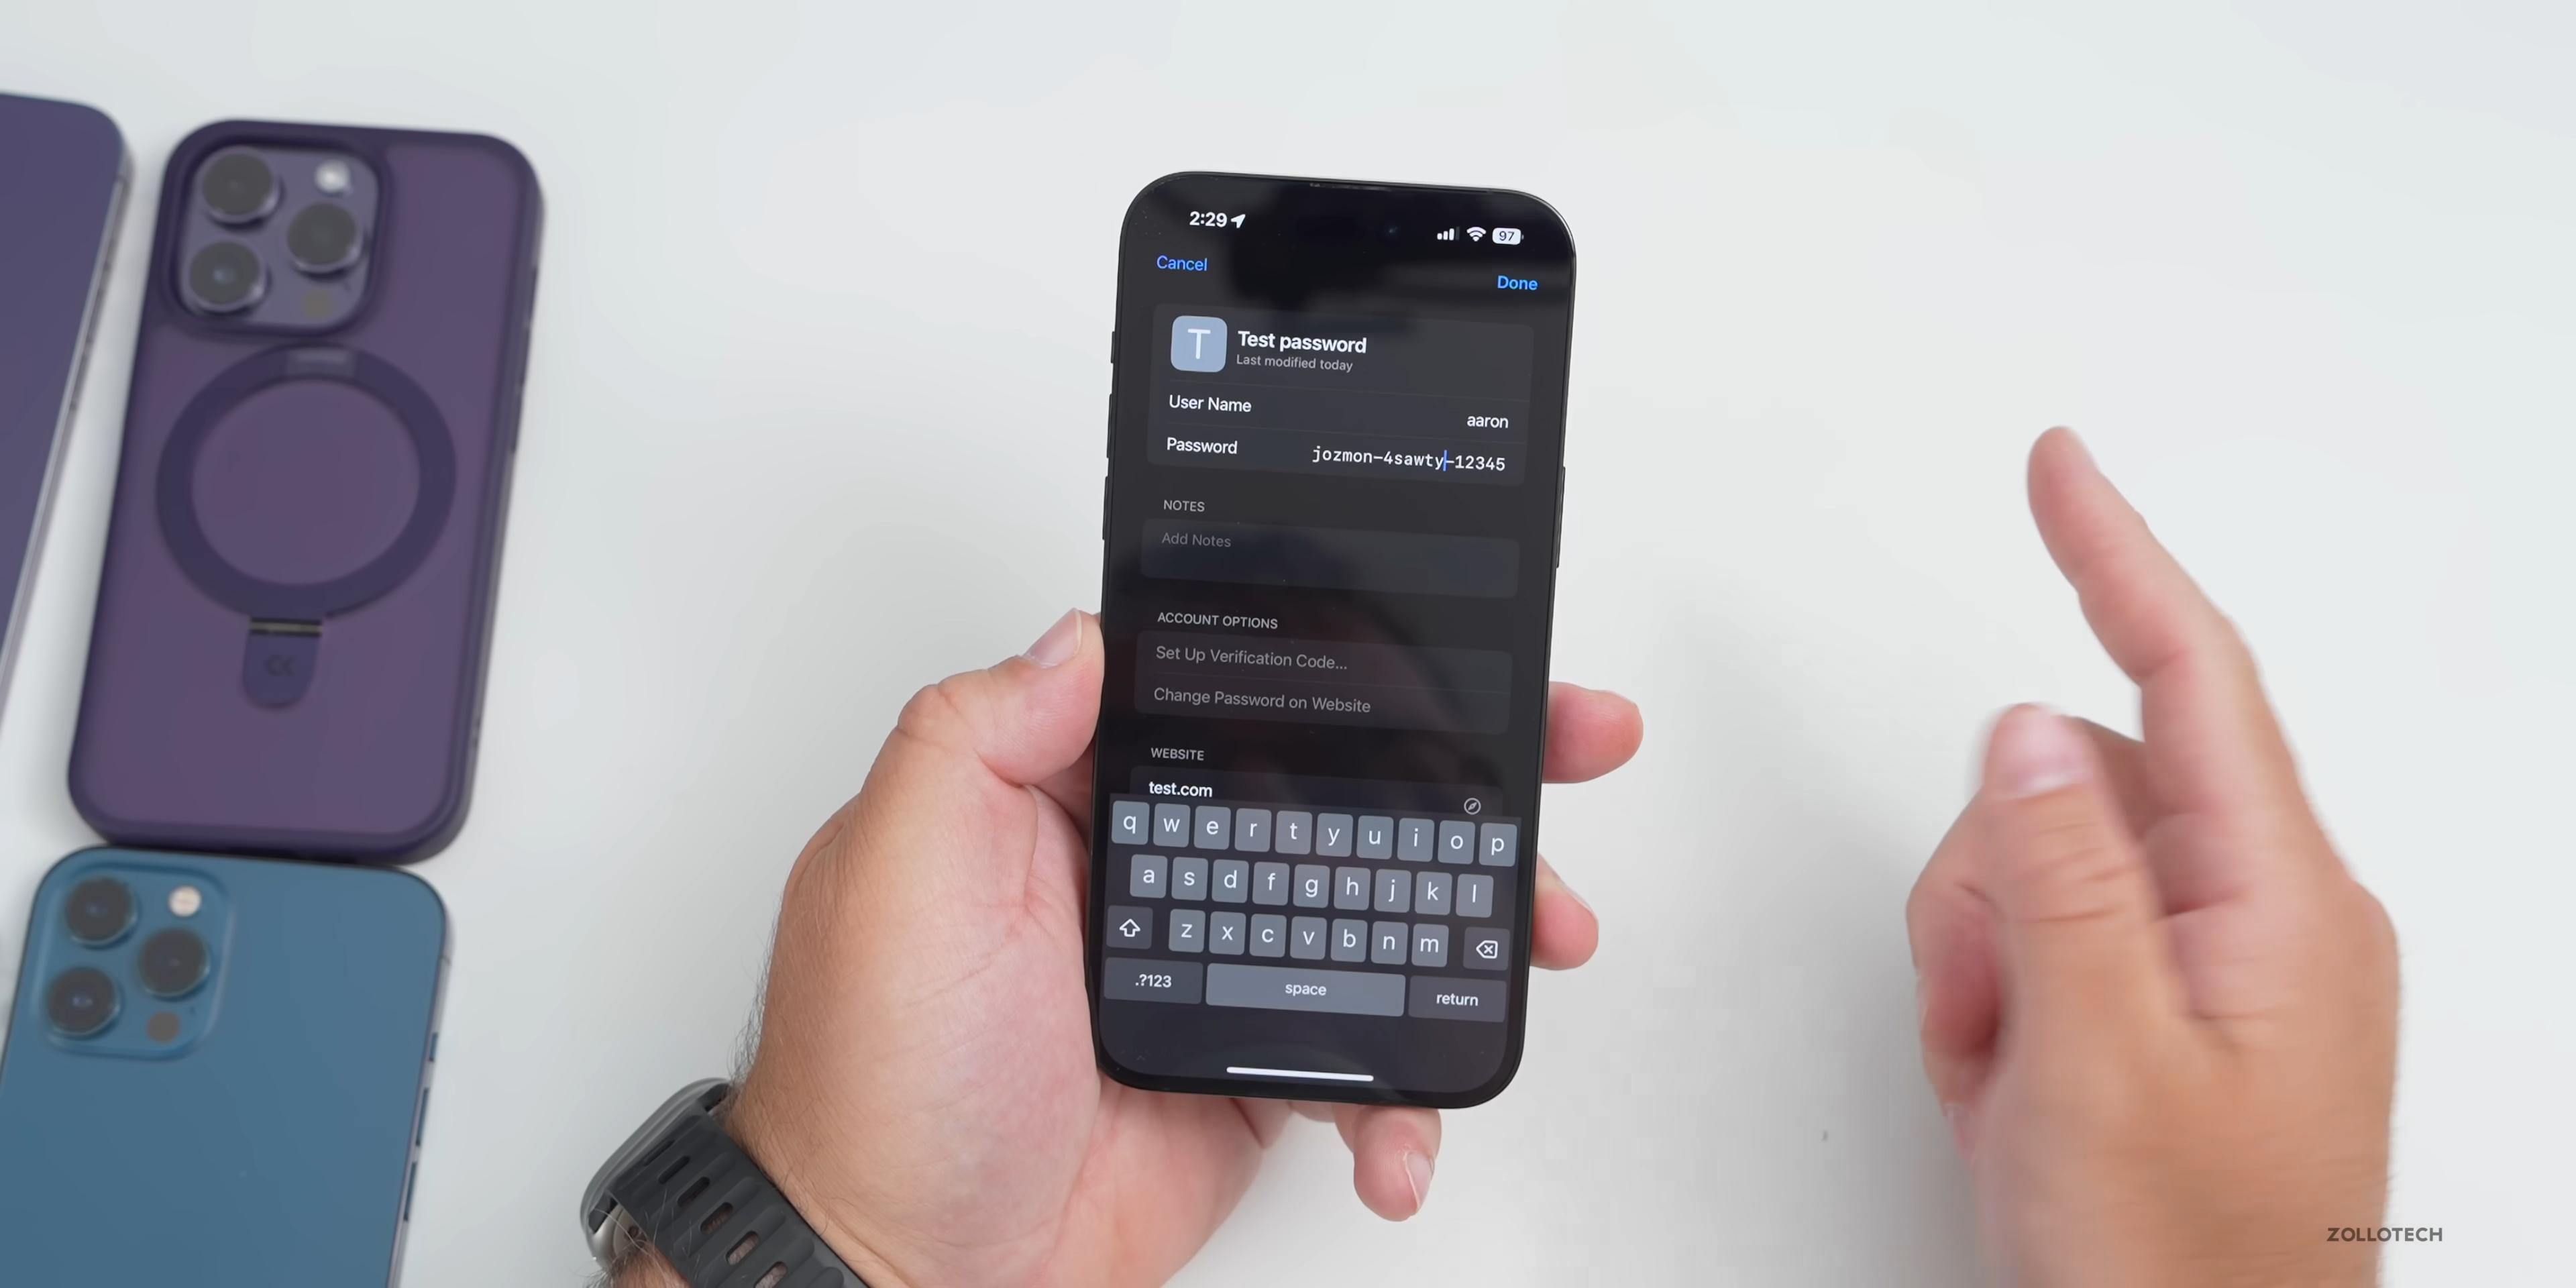 2:29
97
Cancel
Done
T
Test password
Last modified today
User Name
aaron
Password
jozmon-4sawty-12345
NOTES
Add Notes
ACCOUNT OPTIONS
Set Up Verification Code...
Change Password on Website
WEBSITE
test.com
q w e r t y u i o p
a s d f g h j k l
z x c v b n m
.?123
space
return
ZOLLOTECH